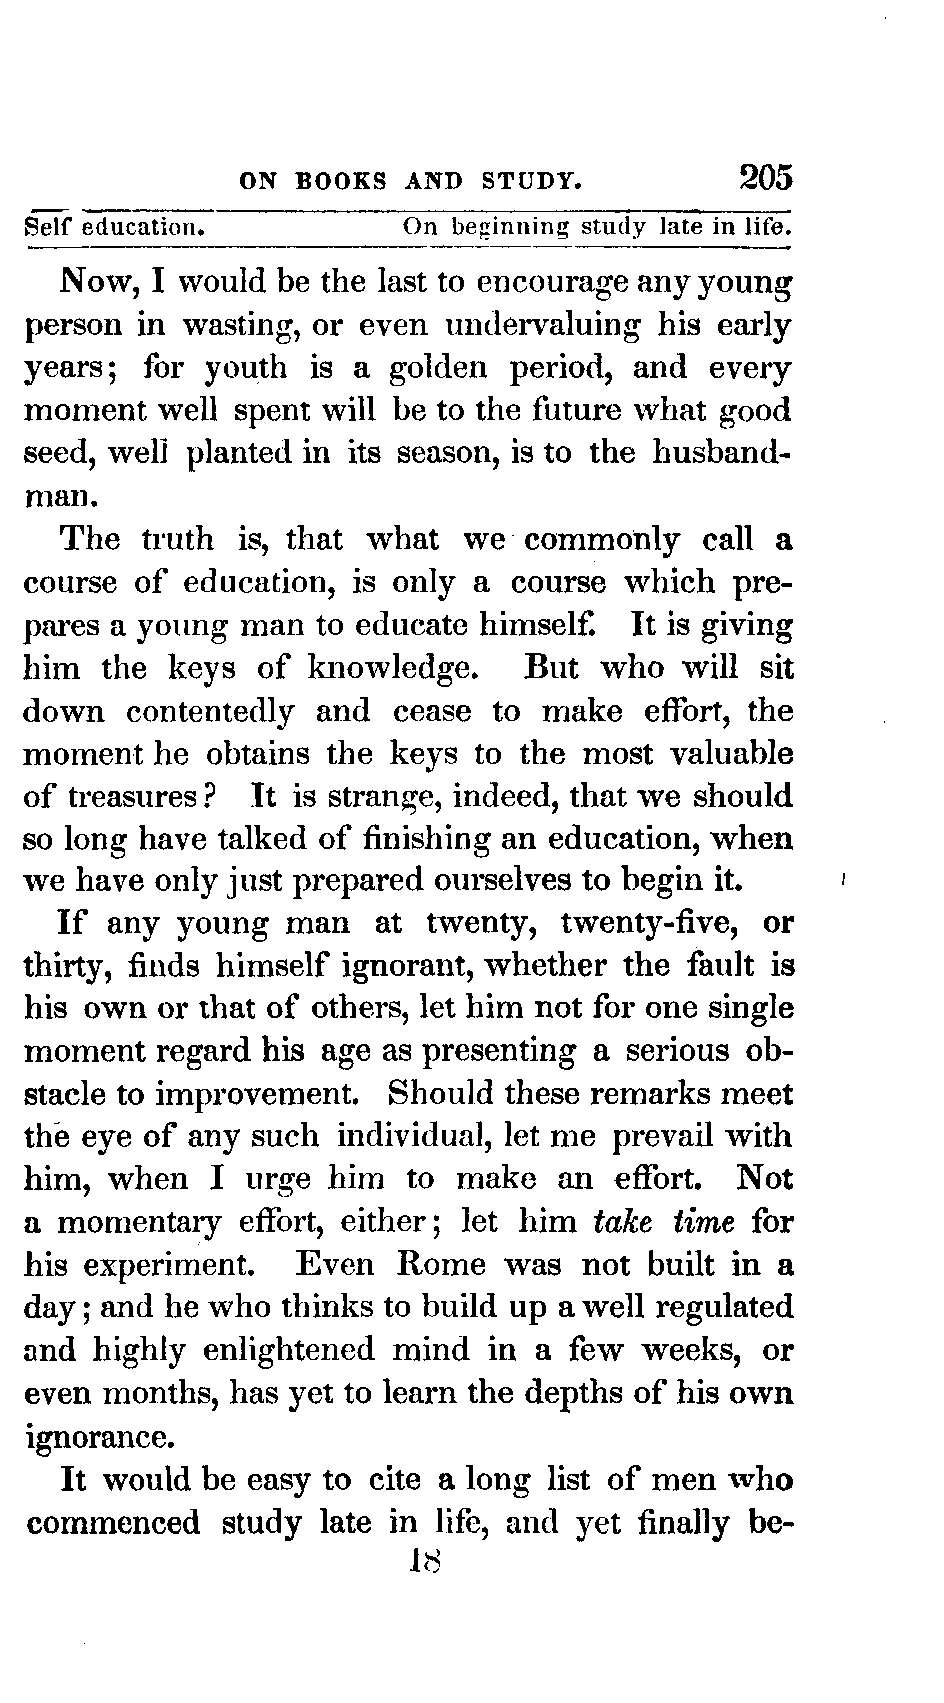 ON BOOKS AND STUDY. 205
Self education. On beginning study late in life.
Now, I would be the last to encourage any young
person in wasting, or even undervaluing his early
years; for youth is a golden period, and every
moment well spent will be to the future what good
seed, well planted in its season, is to the husband-
man.
The truth is, that what we commonly call a
course of education, is only a course which pre-
pares a young man to educate himself. It is giving
him the keys of knowledge. But who will sit
down contentedly and cease to make effort, the
moment he obtains the keys to the most valuable
of treasures? It is strange, indeed, that we should
so long have talked of finishing an education, when
we have only just prepared ourselves to begin it.
If any young man at twenty, twenty-five, or
thirty, finds himself ignorant, whether the fault is
his own or that of others, let him not for one single
moment regard his age as presenting a serious ob-
stacle to improvement. Should these remarks meet
the eye of any such individual, let me prevail with
him, when I urge him to make an effort. Not
a momentary effort, either; let him take time for
his experiment. Even Rome was not built in a
day; and he who thinks to build up a well regulated
and highly enlightened mind in a few weeks, or
even months, has yet to learn the depths of his own
ignorance.
It would be easy to cite a long list of men who
commenced study late in life, and yet finally be-
18